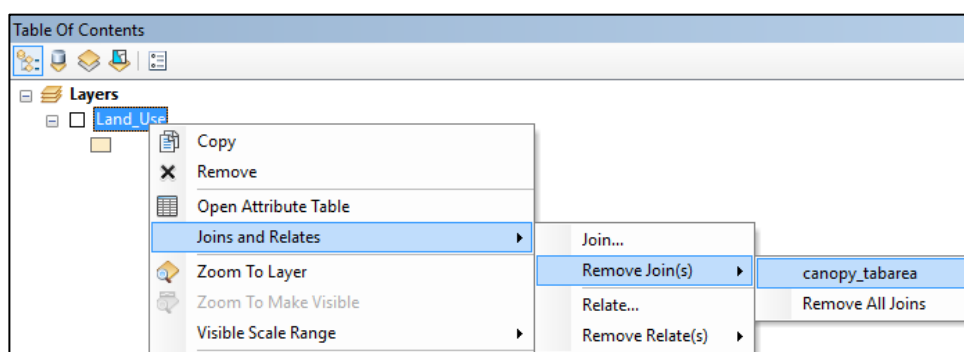 Table Of Contents
Layers
Land_Use
Copy
Remove
Open Attribute Table
Joins and Relates
Zoom To Layer
Zoom To Make Visible
Visible Scale Range
Join...
Remove Join(s)
Relate...
Remove Relate(s)
canopy_tabarea
Remove All Joins